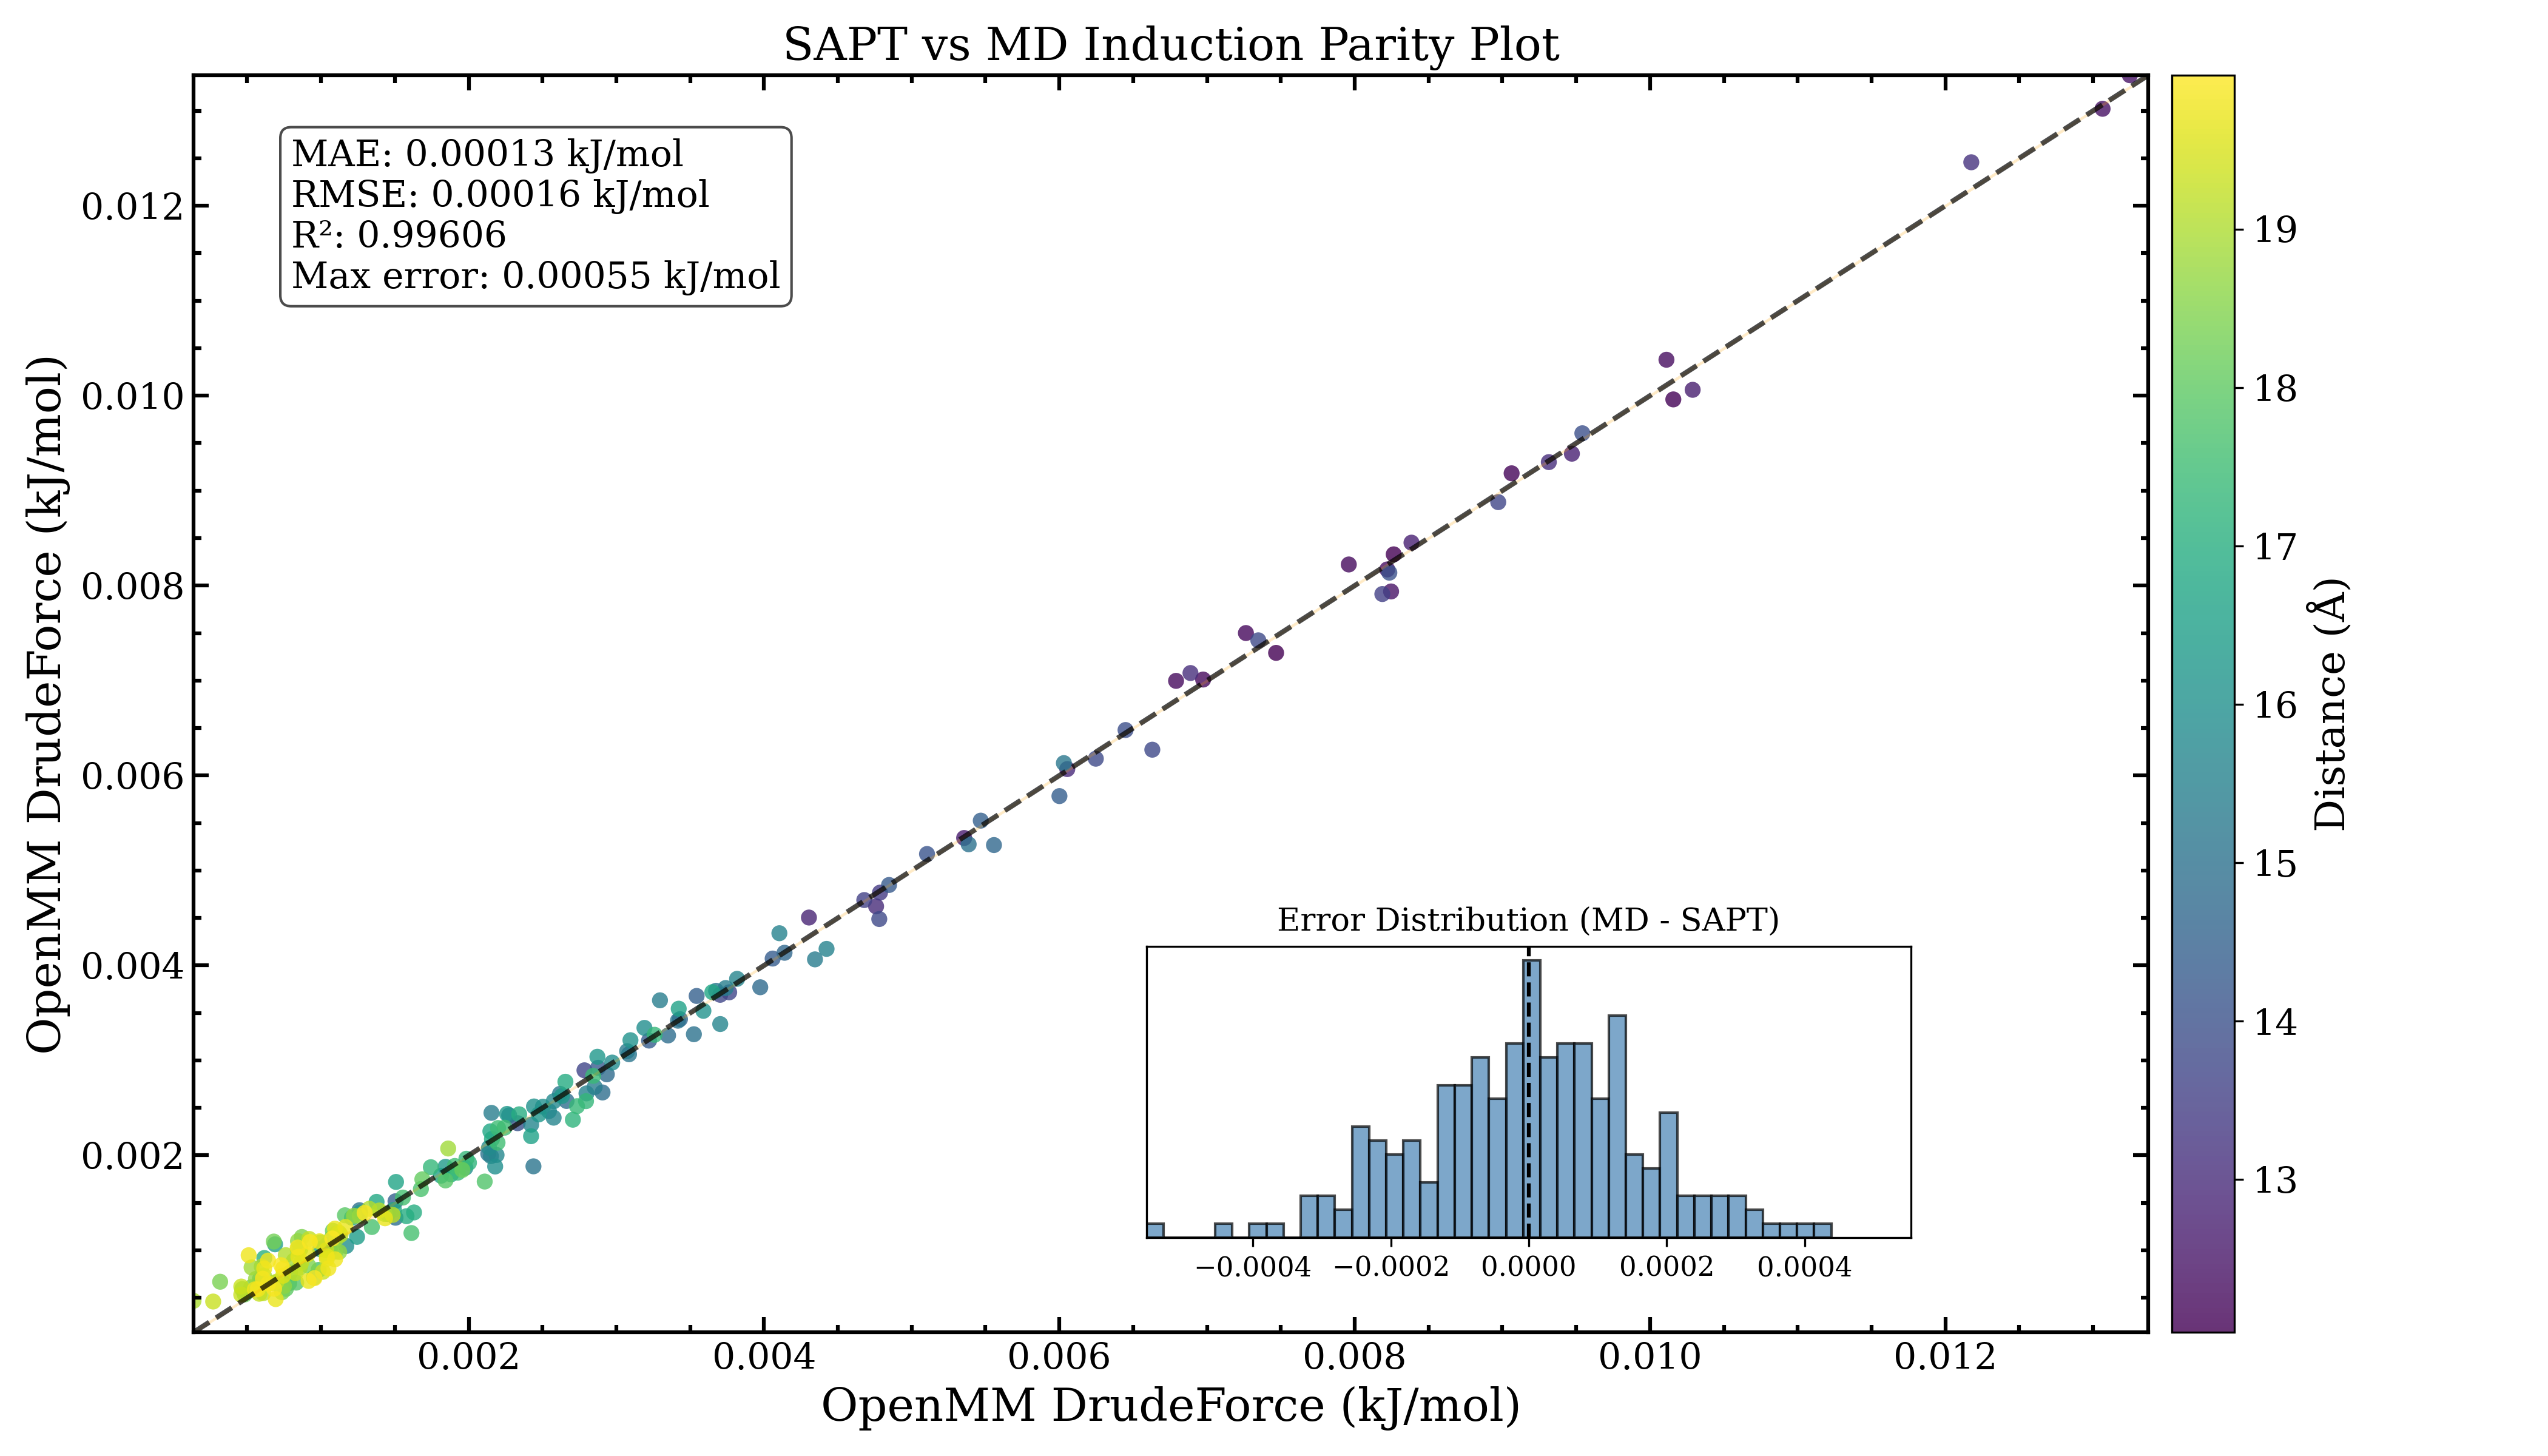 SAPT vs MD Induction Parity Plot
MAE: 0.00013 kJ/mol
RMSE: 0.00016 kJ/mol
R²: 0.99606
Max error: 0.00055 kJ/mol
OpenMM DrudeForce (kJ/mol)
0.012
0.010
0.008
0.006
0.004
0.002
Error Distribution (MD - SAPT)
−0.0004 −0.0002 0.0000 0.0002 0.0004
0.002 0.004 0.006 0.008 0.010 0.012
OpenMM DrudeForce (kJ/mol)
19
18
17
16
15
14
13
Distance (Å)